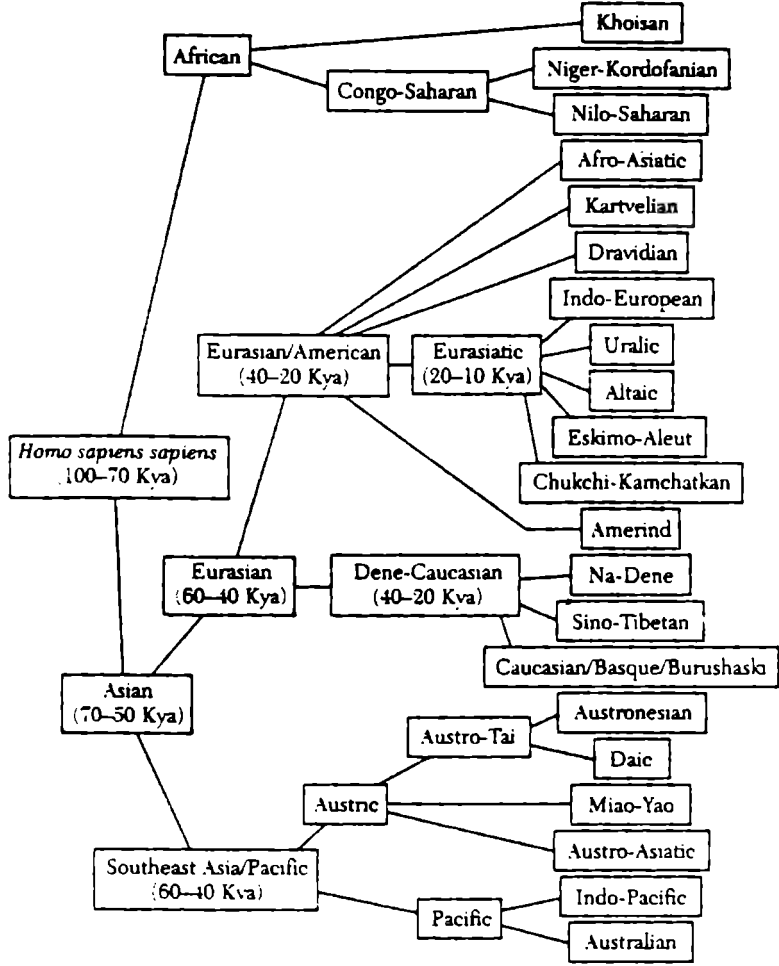 Khoisan
African
Niger-Kordofanian
Congo-Saharan
Nilo-Saharan
Afro-Asiatic
Kartvelian
Dravidian
Indo-European
Eurasian/American
(40–20 Kya)
Eurasiatic
(20–10 Kya)
Uralic
Altaic
Eskimo-Aleut
Homo sapiens sapiens
(100–70 Kya)
Chukchi-Kamchatkan
Amerind
Eurasian
(60–40 Kya)
Dene-Caucasian
(40–20 Kya)
Na-Dene
Sino-Tibetan
Caucasian/Basque/Burushaski
Asian
(70–50 Kya)
Austronesian
Austro-Tai
Daic
Austric
Miao-Yao
Austro-Asiatic
Southeast Asia/Pacific
(60–40 Kya)
Indo-Pacific
Pacific
Australian